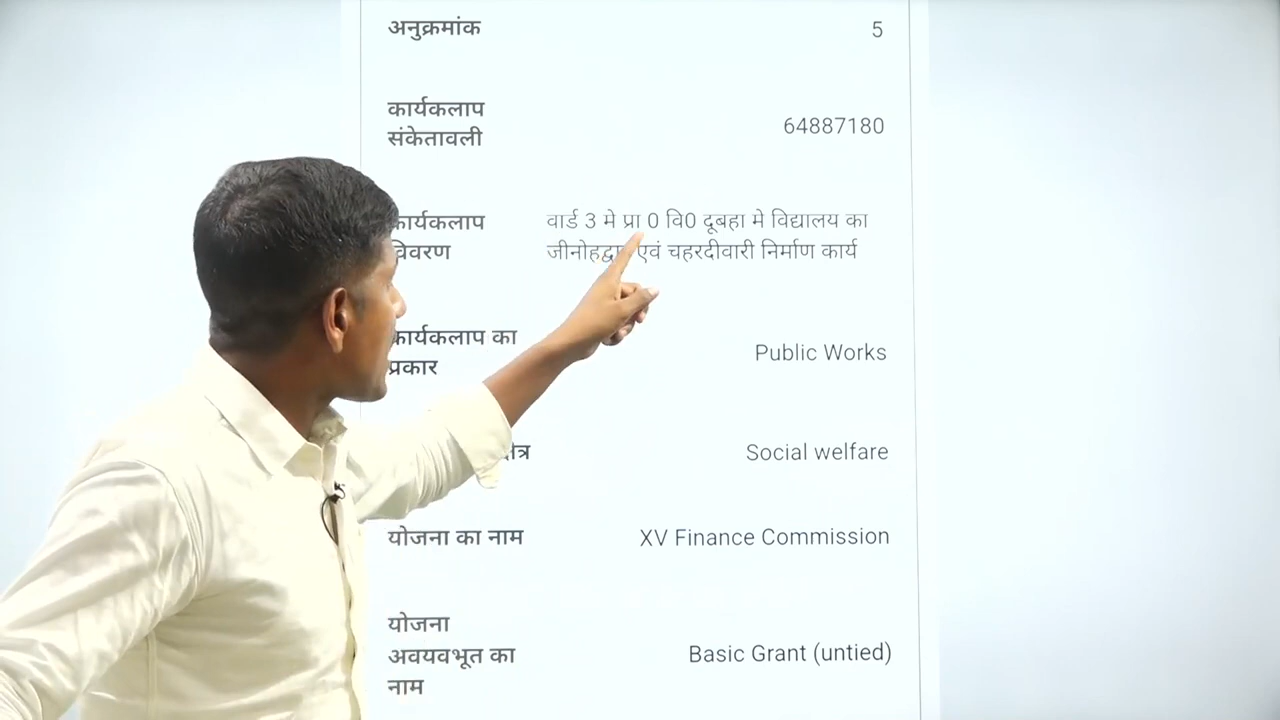 अनुक्रमांक 5
कार्यकलाप
संकेतावली 64887180
कार्यकलाप वार्ड 3 मे प्रा 0 वि0 दूबहा मे विद्यालय का
विवरण एवं चहरदीवारी निर्माण कार्य
कार्यकलाप का
प्रकार Public Works
Social welfare
योजना का नाम XV Finance Commission
योजना
अवयवभूत का Basic Grant (untied)
नाम